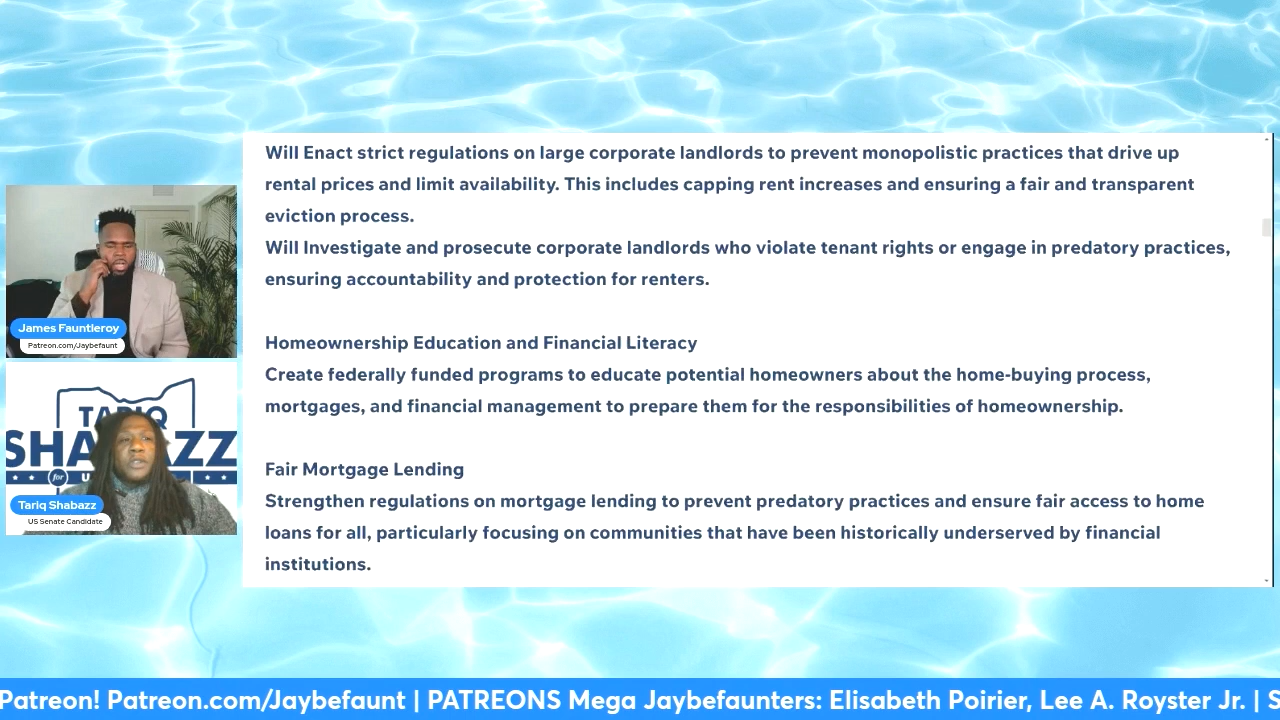 Will Enact strict regulations on large corporate landlords to prevent monopolistic practices that drive up
rental prices and limit availability. This includes capping rent increases and ensuring a fair and transparent
eviction process.
Will Investigate and prosecute corporate landlords who violate tenant rights or engage in predatory practices,
ensuring accountability and protection for renters.
Homeownership Education and Financial Literacy
Create federally funded programs to educate potential homeowners about the home-buying process,
mortgages, and financial management to prepare them for the responsibilities of homeownership.
Fair Mortgage Lending
Strengthen regulations on mortgage lending to prevent predatory practices and ensure fair access to home
loans for all, particularly focusing on communities that have been historically underserved by financial
institutions.
James Fauntleroy
Patreon.com/Jaybefaunt
TARIQ
SHABAZZ
for U
Tariq Shabazz
US Senate Candidate
Patreon! Patreon.com/Jaybefaunt | PATREONS Mega Jaybefaunters: Elisabeth Poirier, Lee A. Royster Jr. | S